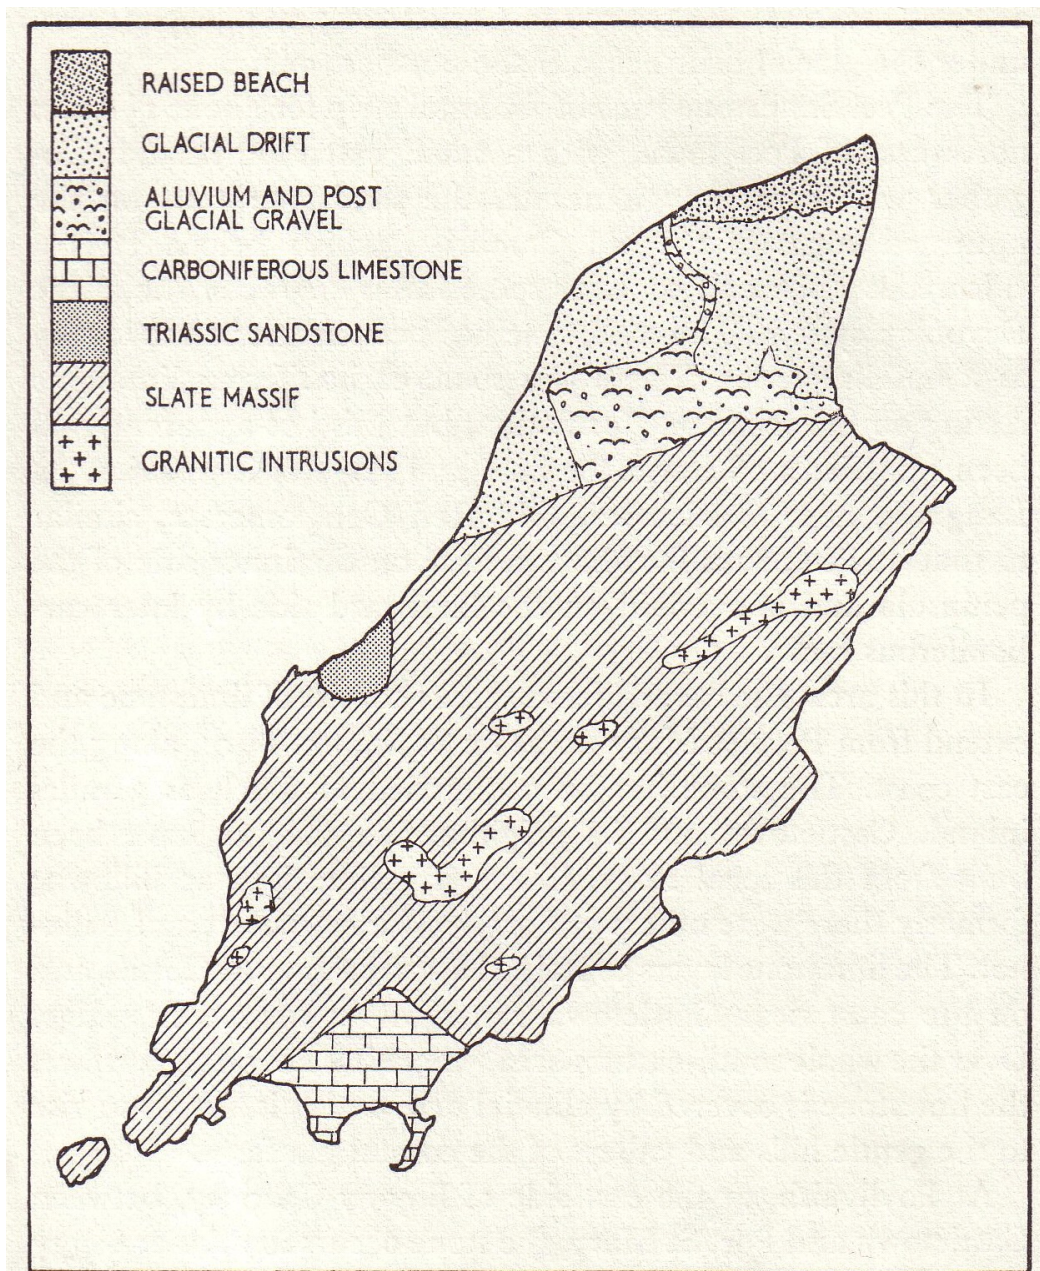 RAISED BEACH
GLACIAL DRIFT
ALUVIUM AND POST
GLACIAL GRAVEL
CARBONIFEROUS LIMESTONE
TRIASSIC SANDSTONE
SLATE MASSIF
GRANITIC INTRUSIONS